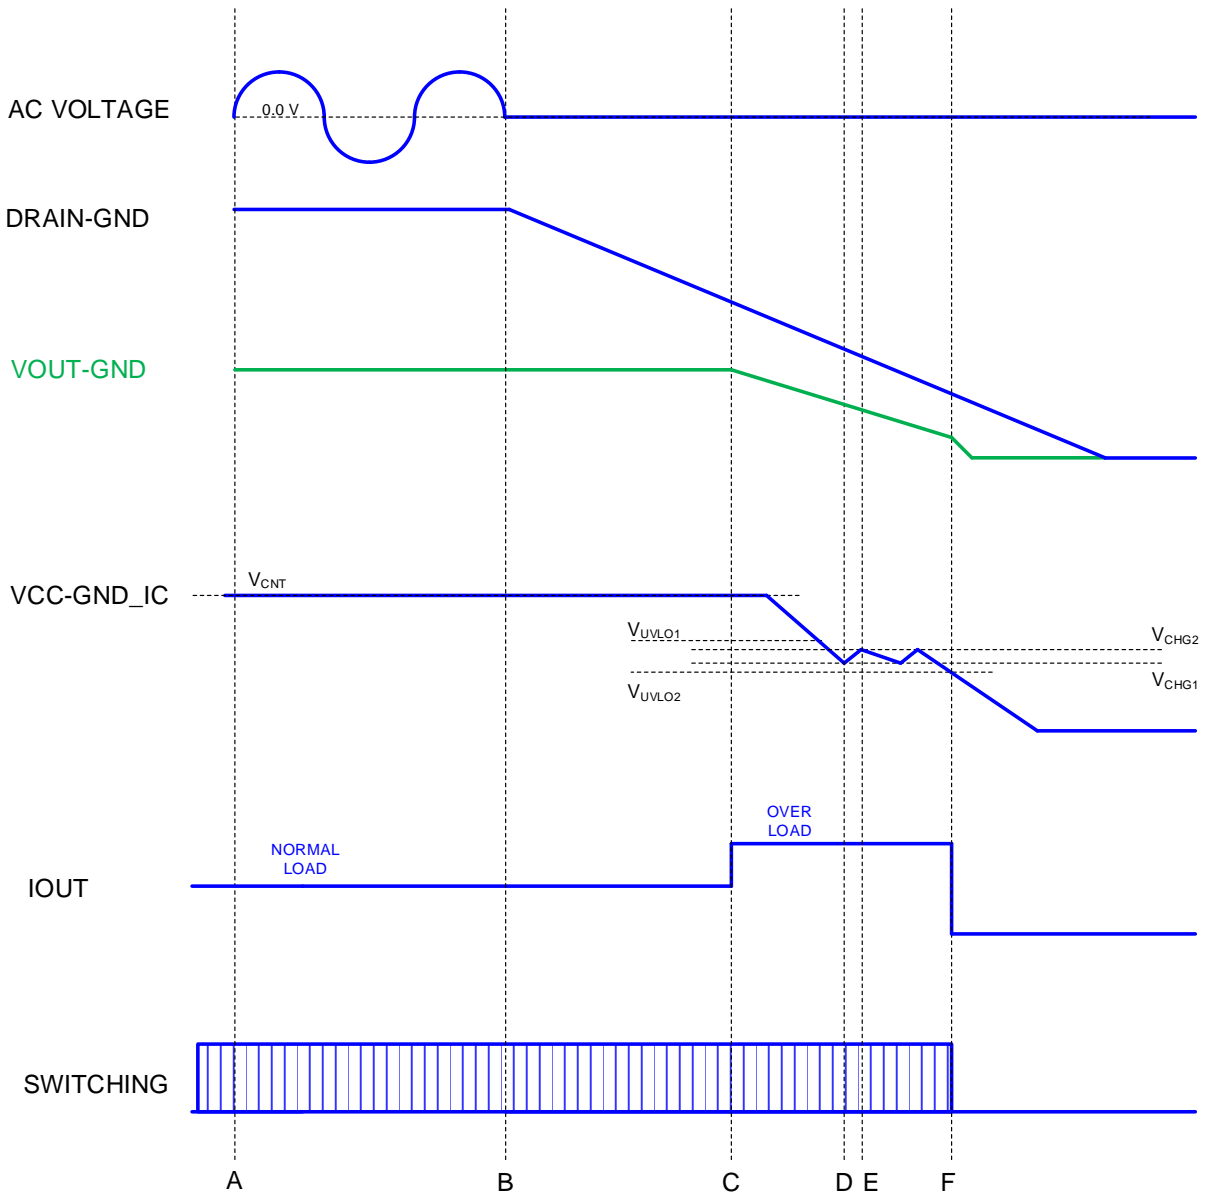 AC VOLTAGE
0.0 V
DRAIN-GND
VOUT-GND
VCC-GND_IC
VCNT
VUVLO1
VCHG2
VUVLO2
VCHG1
IOUT
NORMAL
LOAD
OVER
LOAD
SWITCHING
A B C D E F